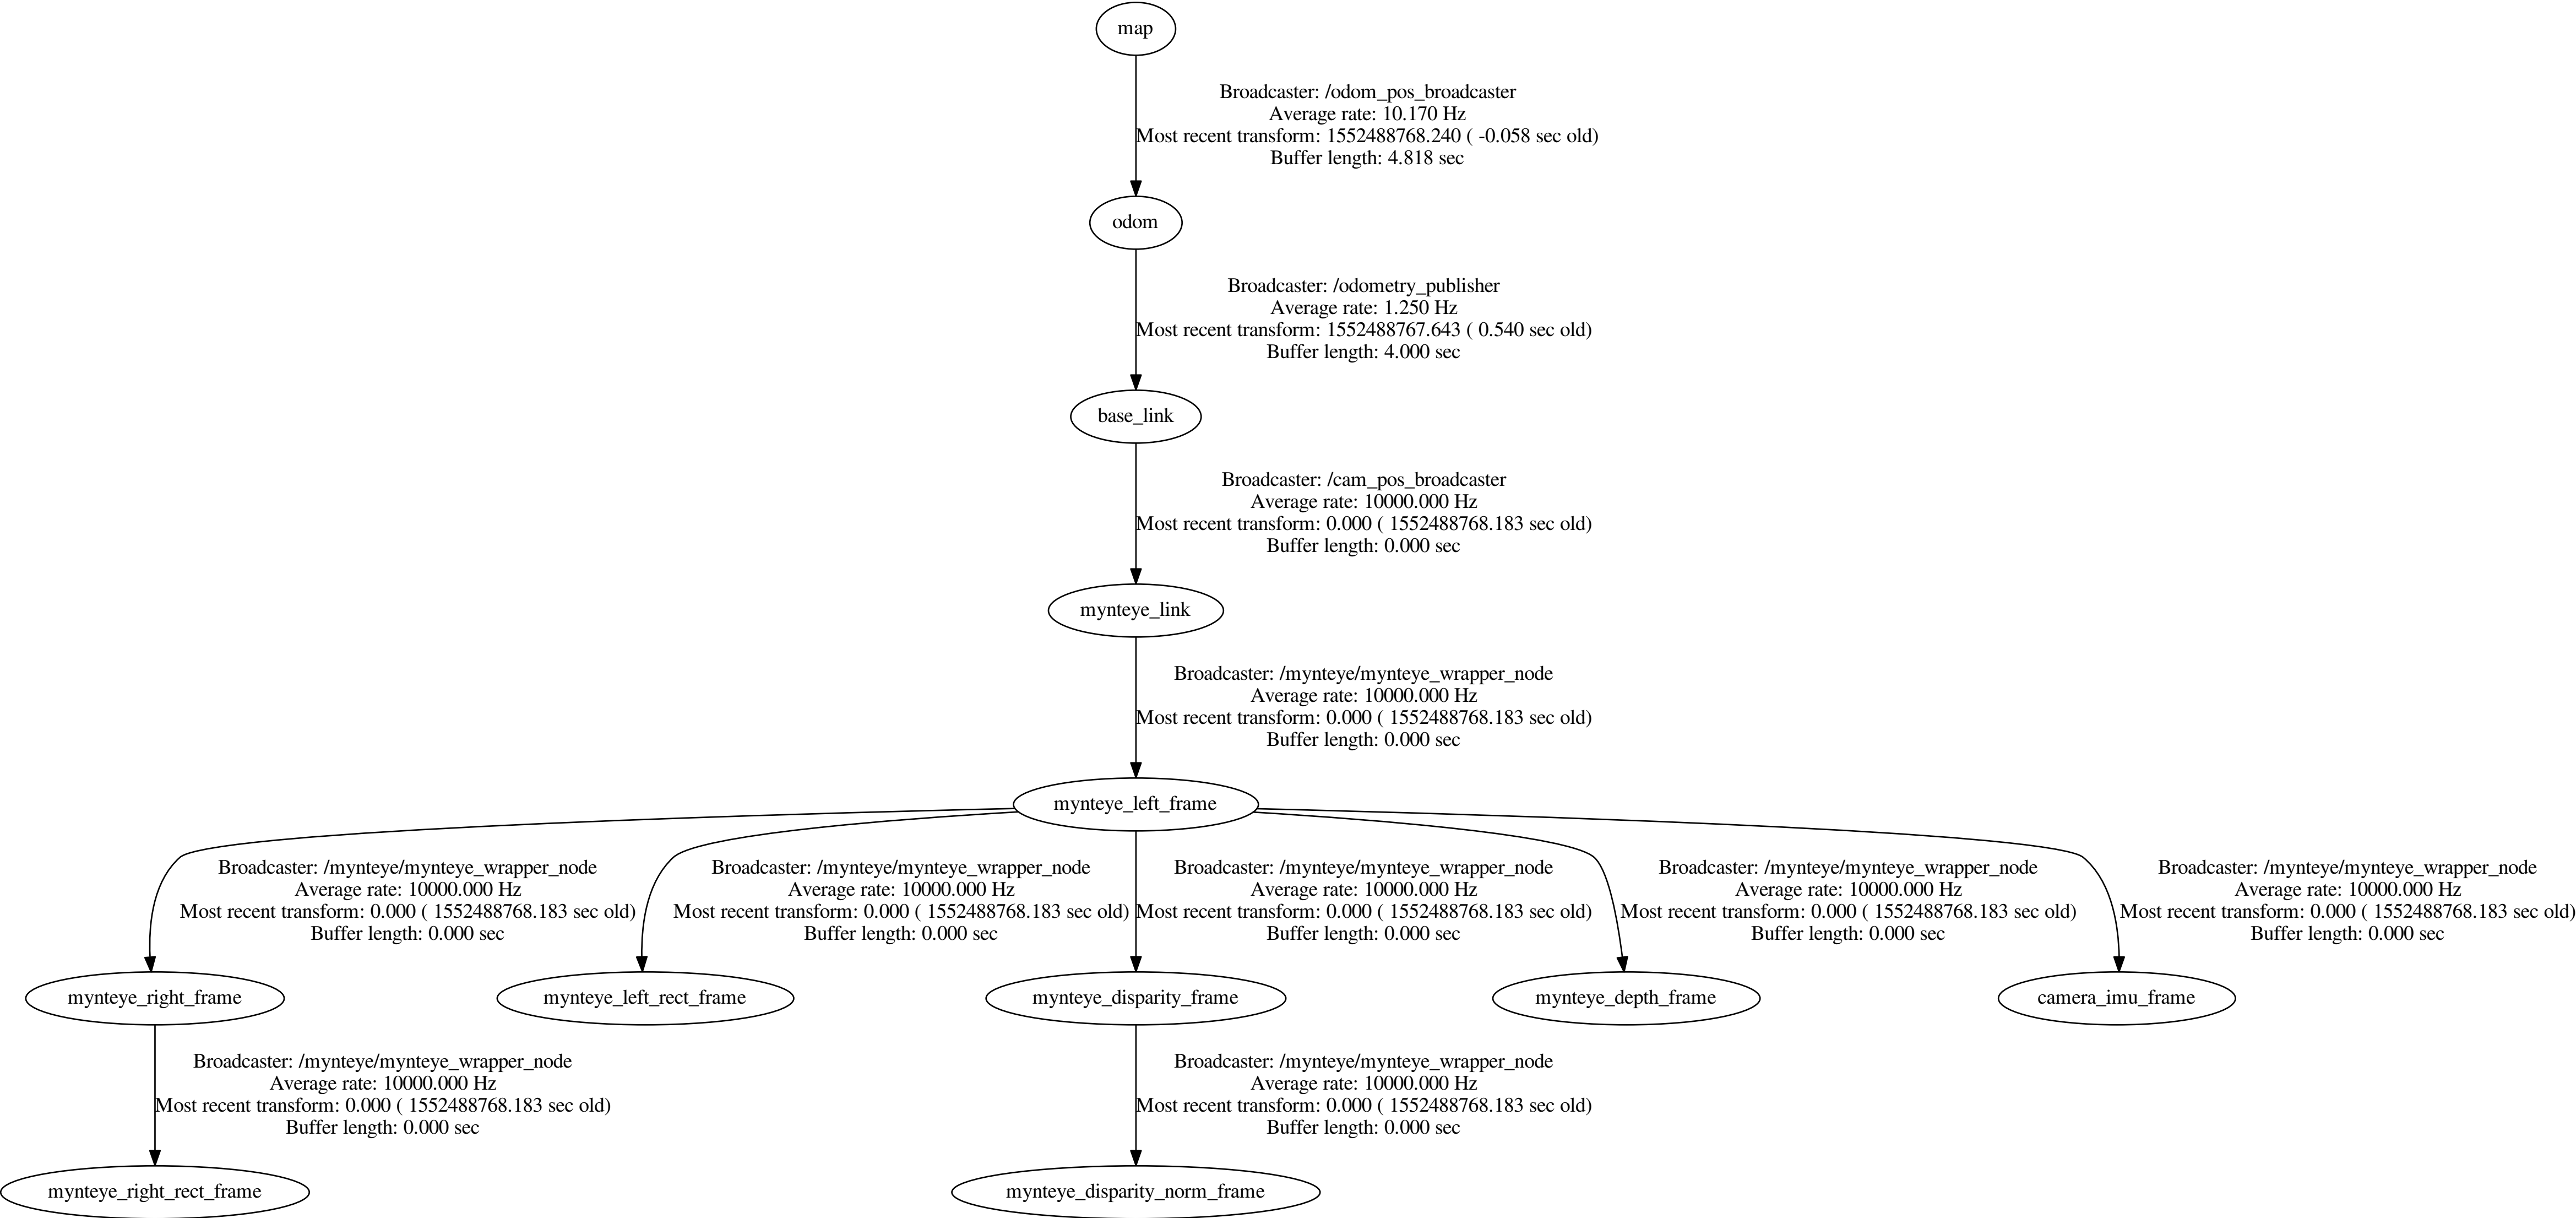 map
Broadcaster: /odom_pos_broadcaster
Average rate: 10.170 Hz
Most recent transform: 1552488768.240 ( -0.058 sec old)
Buffer length: 4.818 sec
odom
Broadcaster: /odometry_publisher
Average rate: 1.250 Hz
Most recent transform: 1552488767.643 ( 0.540 sec old)
Buffer length: 4.000 sec
base_link
Broadcaster: /cam_pos_broadcaster
Average rate: 10000.000 Hz
Most recent transform: 0.000 ( 1552488768.183 sec old)
Buffer length: 0.000 sec
mynteye_link
Broadcaster: /mynteye/mynteye_wrapper_node
Average rate: 10000.000 Hz
Most recent transform: 0.000 ( 1552488768.183 sec old)
Buffer length: 0.000 sec
mynteye_left_frame
Broadcaster: /mynteye/mynteye_wrapper_node
Average rate: 10000.000 Hz
Most recent transform: 0.000 ( 1552488768.183 sec old)
Buffer length: 0.000 sec
Broadcaster: /mynteye/mynteye_wrapper_node
Average rate: 10000.000 Hz
Most recent transform: 0.000 ( 1552488768.183 sec old)
Buffer length: 0.000 sec
Broadcaster: /mynteye/mynteye_wrapper_node
Average rate: 10000.000 Hz
Most recent transform: 0.000 ( 1552488768.183 sec old)
Buffer length: 0.000 sec
Broadcaster: /mynteye/mynteye_wrapper_node
Average rate: 10000.000 Hz
Most recent transform: 0.000 ( 1552488768.183 sec old)
Buffer length: 0.000 sec
Broadcaster: /mynteye/mynteye_wrapper_node
Average rate: 10000.000 Hz
Most recent transform: 0.000 ( 1552488768.183 sec old)
Buffer length: 0.000 sec
mynteye_right_frame
mynteye_left_rect_frame
mynteye_disparity_frame
mynteye_depth_frame
camera_imu_frame
Broadcaster: /mynteye/mynteye_wrapper_node
Average rate: 10000.000 Hz
Most recent transform: 0.000 ( 1552488768.183 sec old)
Buffer length: 0.000 sec
Broadcaster: /mynteye/mynteye_wrapper_node
Average rate: 10000.000 Hz
Most recent transform: 0.000 ( 1552488768.183 sec old)
Buffer length: 0.000 sec
mynteye_right_rect_frame
mynteye_disparity_norm_frame